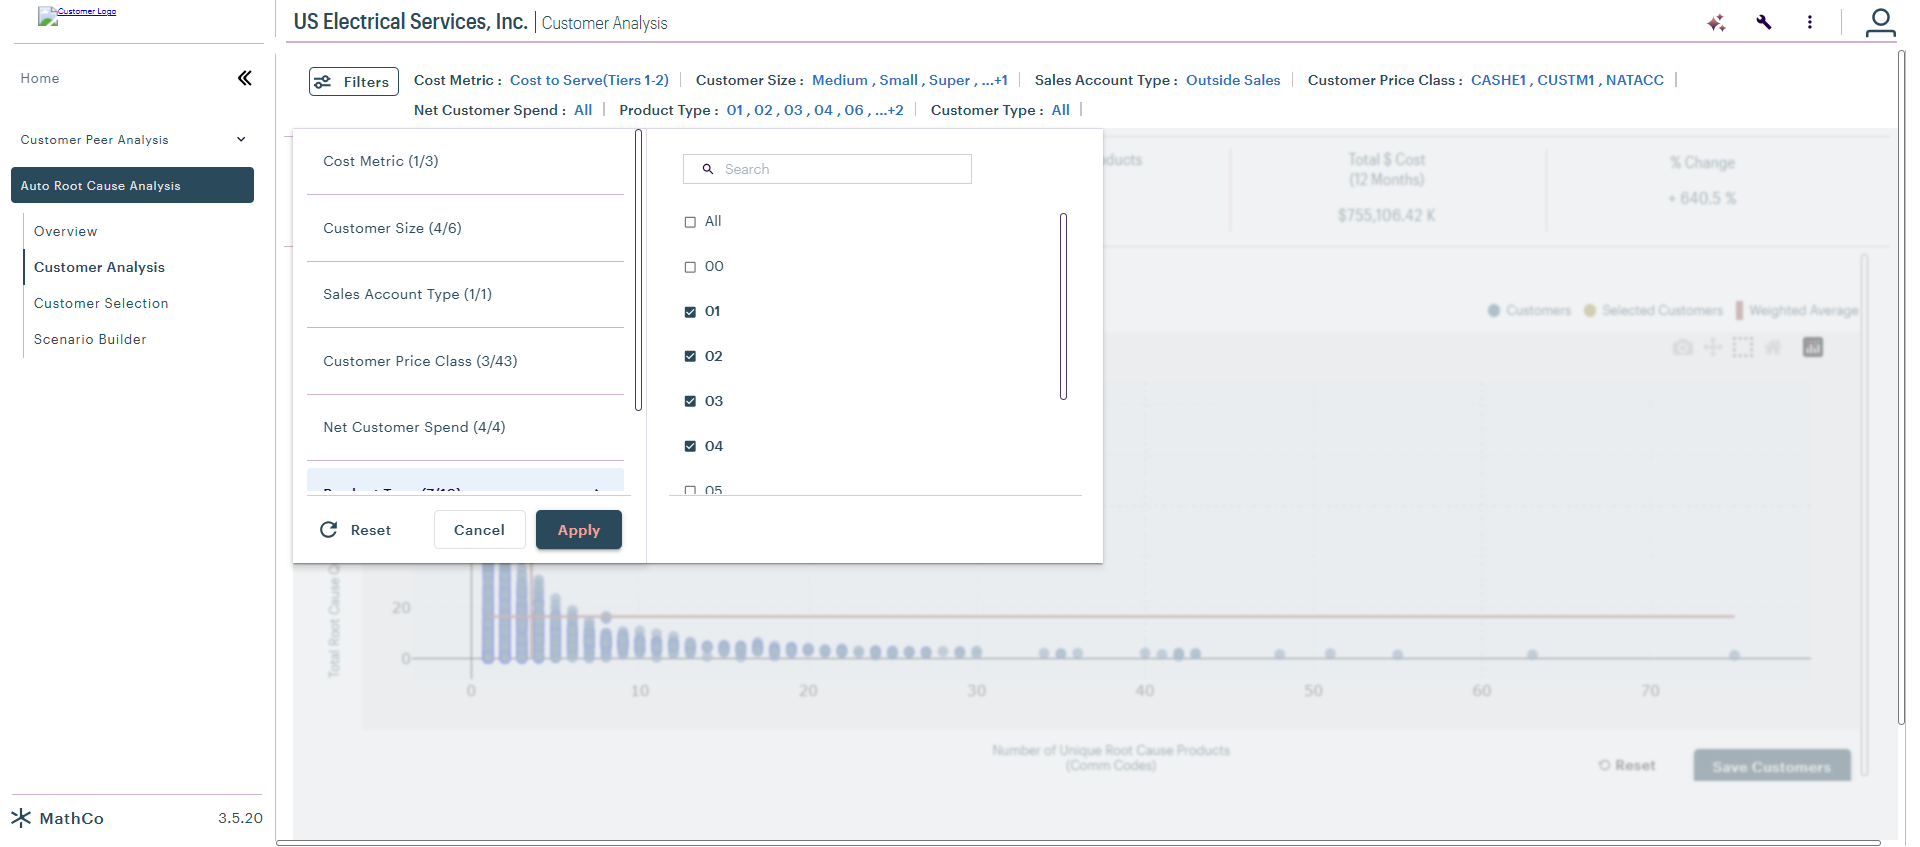 Customer Logo
US Electrical Services, Inc. | Customer Analysis
Home
Filters
Cost Metric : Cost to Serve(Tiers 1-2)
Customer Size : Medium , Small , Super , ...+1
Sales Account Type : Outside Sales
Customer Price Class : CASHE1 , CUSTM1 , NATACC
Net Customer Spend : All
Product Type : 01 , 02 , 03 , 04 , 06 , ...+2
Customer Type : All
Customer Peer Analysis
Auto Root Cause Analysis
Overview
Customer Analysis
Customer Selection
Scenario Builder
Cost Metric (1/3)
Customer Size (4/6)
Sales Account Type (1/1)
Customer Price Class (3/43)
Net Customer Spend (4/4)
Reset
Cancel
Apply
Search
All
00
01
02
03
04
05
Total $ Cost
(12 Months)
$755,106.42 K
% Change
+ 640.5 %
Customers
Selected Customers
Weighted Average
Total Root Cause
20
0
0
10
20
30
40
50
60
70
Number of Unique Root Cause Products
(Comm Codes)
Reset
Save Customers
MathCo
3.5.20